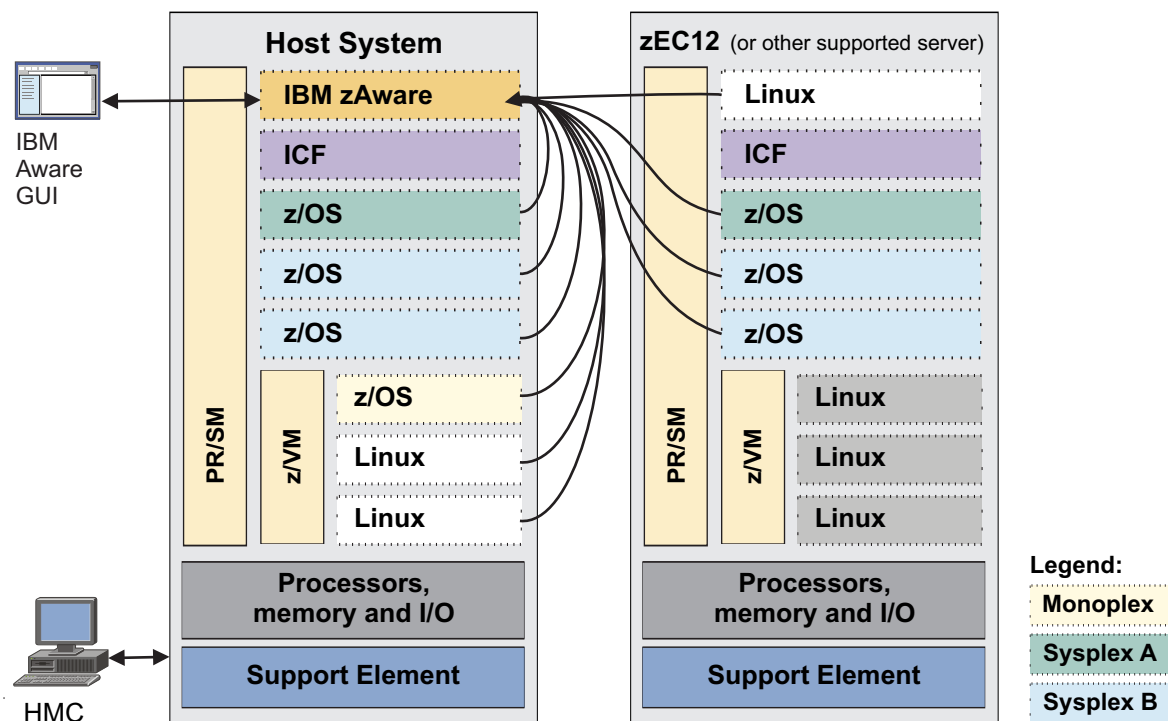 Host System
IBM zAware
ICF
z/OS
z/OS
z/OS
z/OS
Linux
Linux
PR/SM
z/VM
Processors,
memory and I/O
Support Element
IBM
Aware
GUI
HMC
zEC12 (or other supported server)
Linux
ICF
z/OS
z/OS
z/OS
Linux
Linux
Linux
PR/SM
z/VM
Processors,
memory and I/O
Support Element
Legend:
Monoplex
Sysplex A
Sysplex B